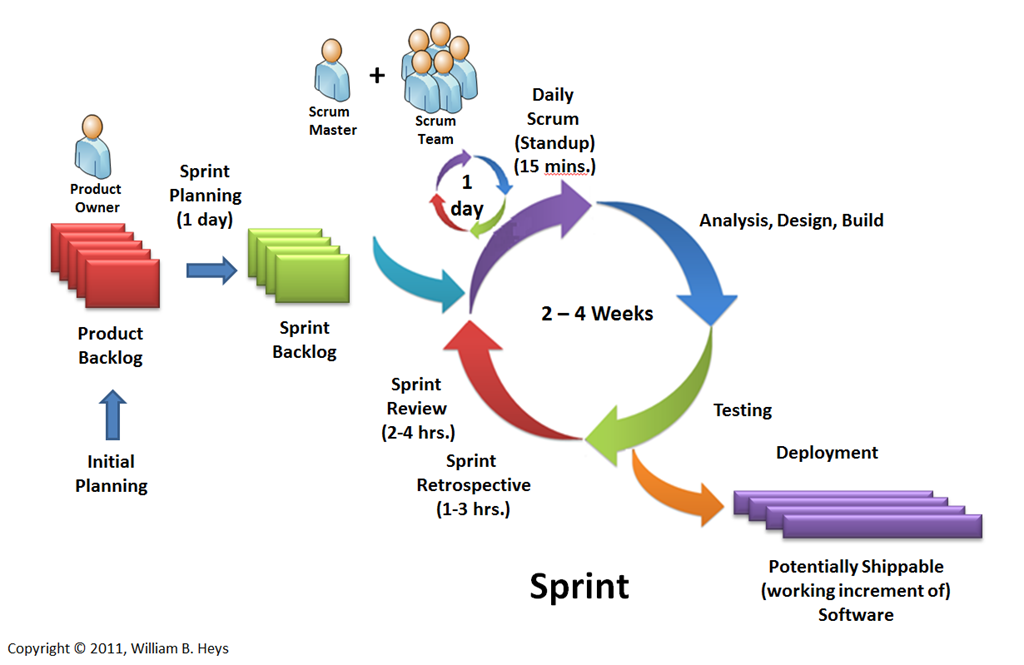 Scrum
Master
+
Scrum
Team
Product
Owner
Sprint
Planning
(1 day)
Daily
Scrum
(Standup)
(15 mins.)
1
day
Analysis, Design, Build
2 – 4 Weeks
Product
Backlog
Sprint
Backlog
Initial
Planning
Sprint
Review
(2-4 hrs.)
Sprint
Retrospective
(1-3 hrs.)
Testing
Deployment
Potentially Shippable
(working increment of)
Software
Sprint
Copyright © 2011, William B. Heys